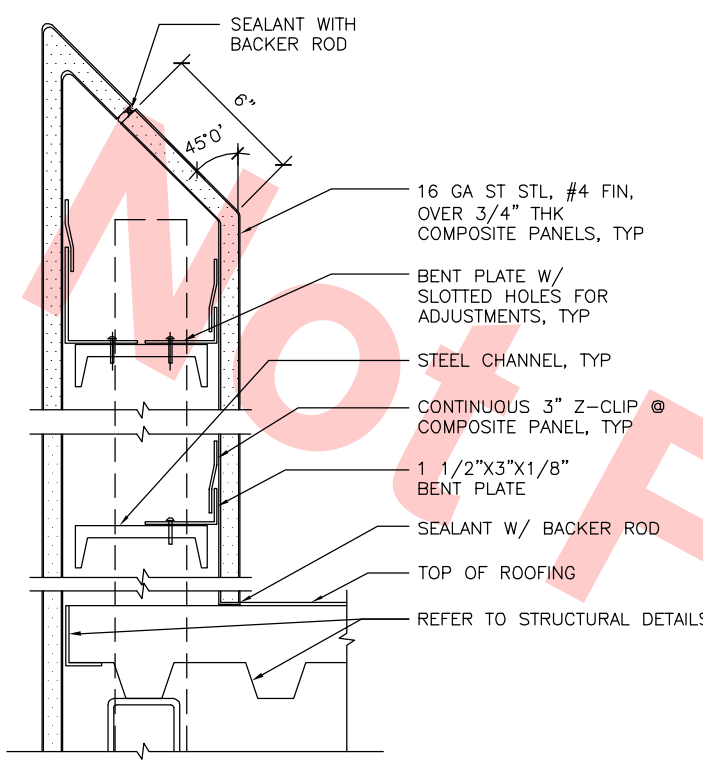 SEALANT WITH
BACKER ROD
6"
45°0'
16 GA ST STL, #4 FIN,
OVER 3/4" THK
COMPOSITE PANELS, TYP
BENT PLATE W/
SLOTTED HOLES FOR
ADJUSTMENTS, TYP
STEEL CHANNEL, TYP
CONTINUOUS 3" Z-CLIP @
COMPOSITE PANEL, TYP
1 1/2"X3"X1/8"
BENT PLATE
SEALANT W/ BACKER ROD
TOP OF ROOFING
REFER TO STRUCTURAL DETAILS
Not F